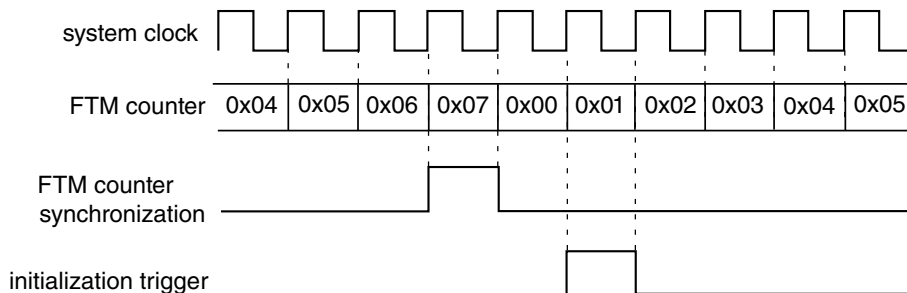 system clock
FTM counter 0x04 0x05 0x06 0x07 0x00 0x01 0x02 0x03 0x04 0x05
FTM counter
synchronization
initialization trigger